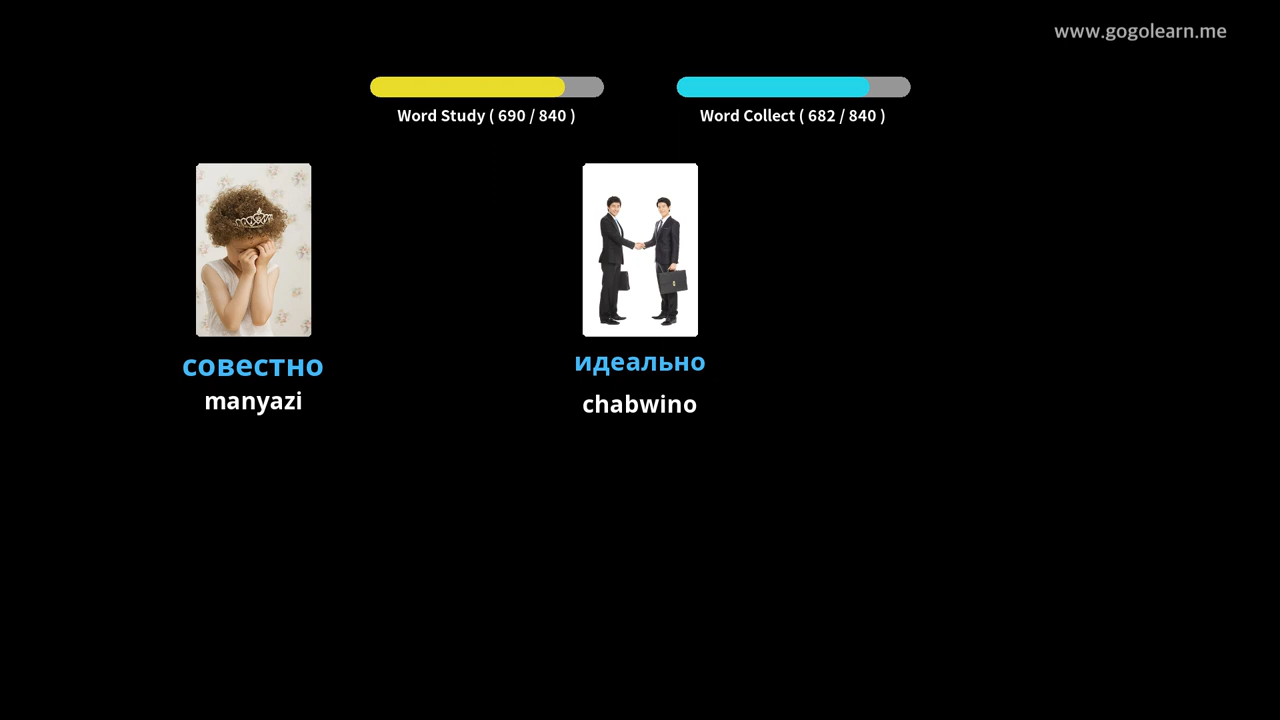 www.gogolearn.me
Word Study ( 690 / 840 )
Word Collect ( 682 / 840 )
совестно
manyazi
идеально
chabwino